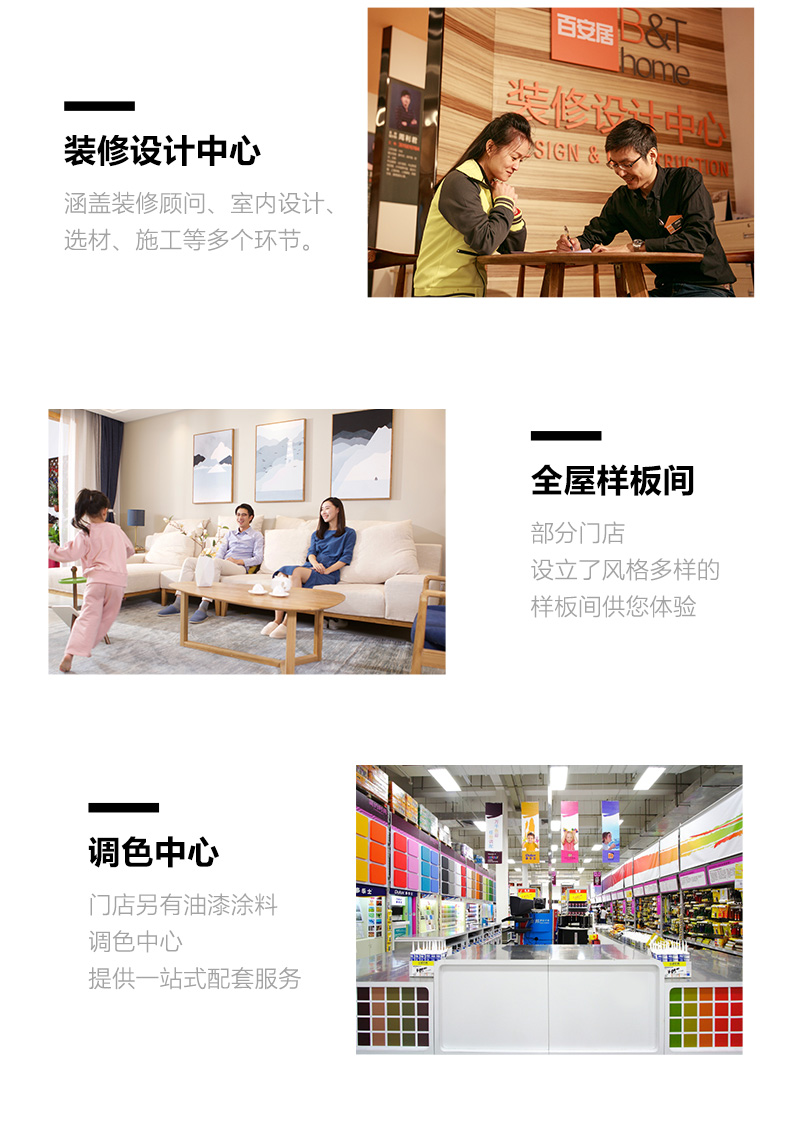 百安居
B&T
home
装修设计中心
装修设计中心
涵盖装修顾问、室内设计、
选材、施工等多个环节。
全屋样板间
部分门店
设立了风格多样的
样板间供您体验
调色中心
门店另有油漆涂料
调色中心
提供一站式配套服务